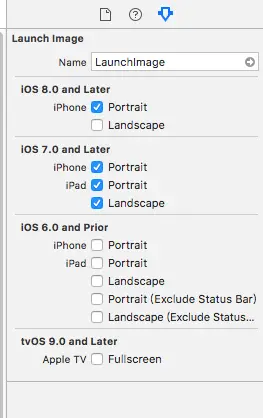 Launch Image
Name LaunchImage
iOS 8.0 and Later
iPhone Portrait
Landscape
iOS 7.0 and Later
iPhone Portrait
iPad Portrait
Landscape
iOS 6.0 and Prior
iPhone Portrait
iPad Portrait
Landscape
Portrait (Exclude Status Bar)
Landscape (Exclude Status...
tvOS 9.0 and Later
Apple TV Fullscreen